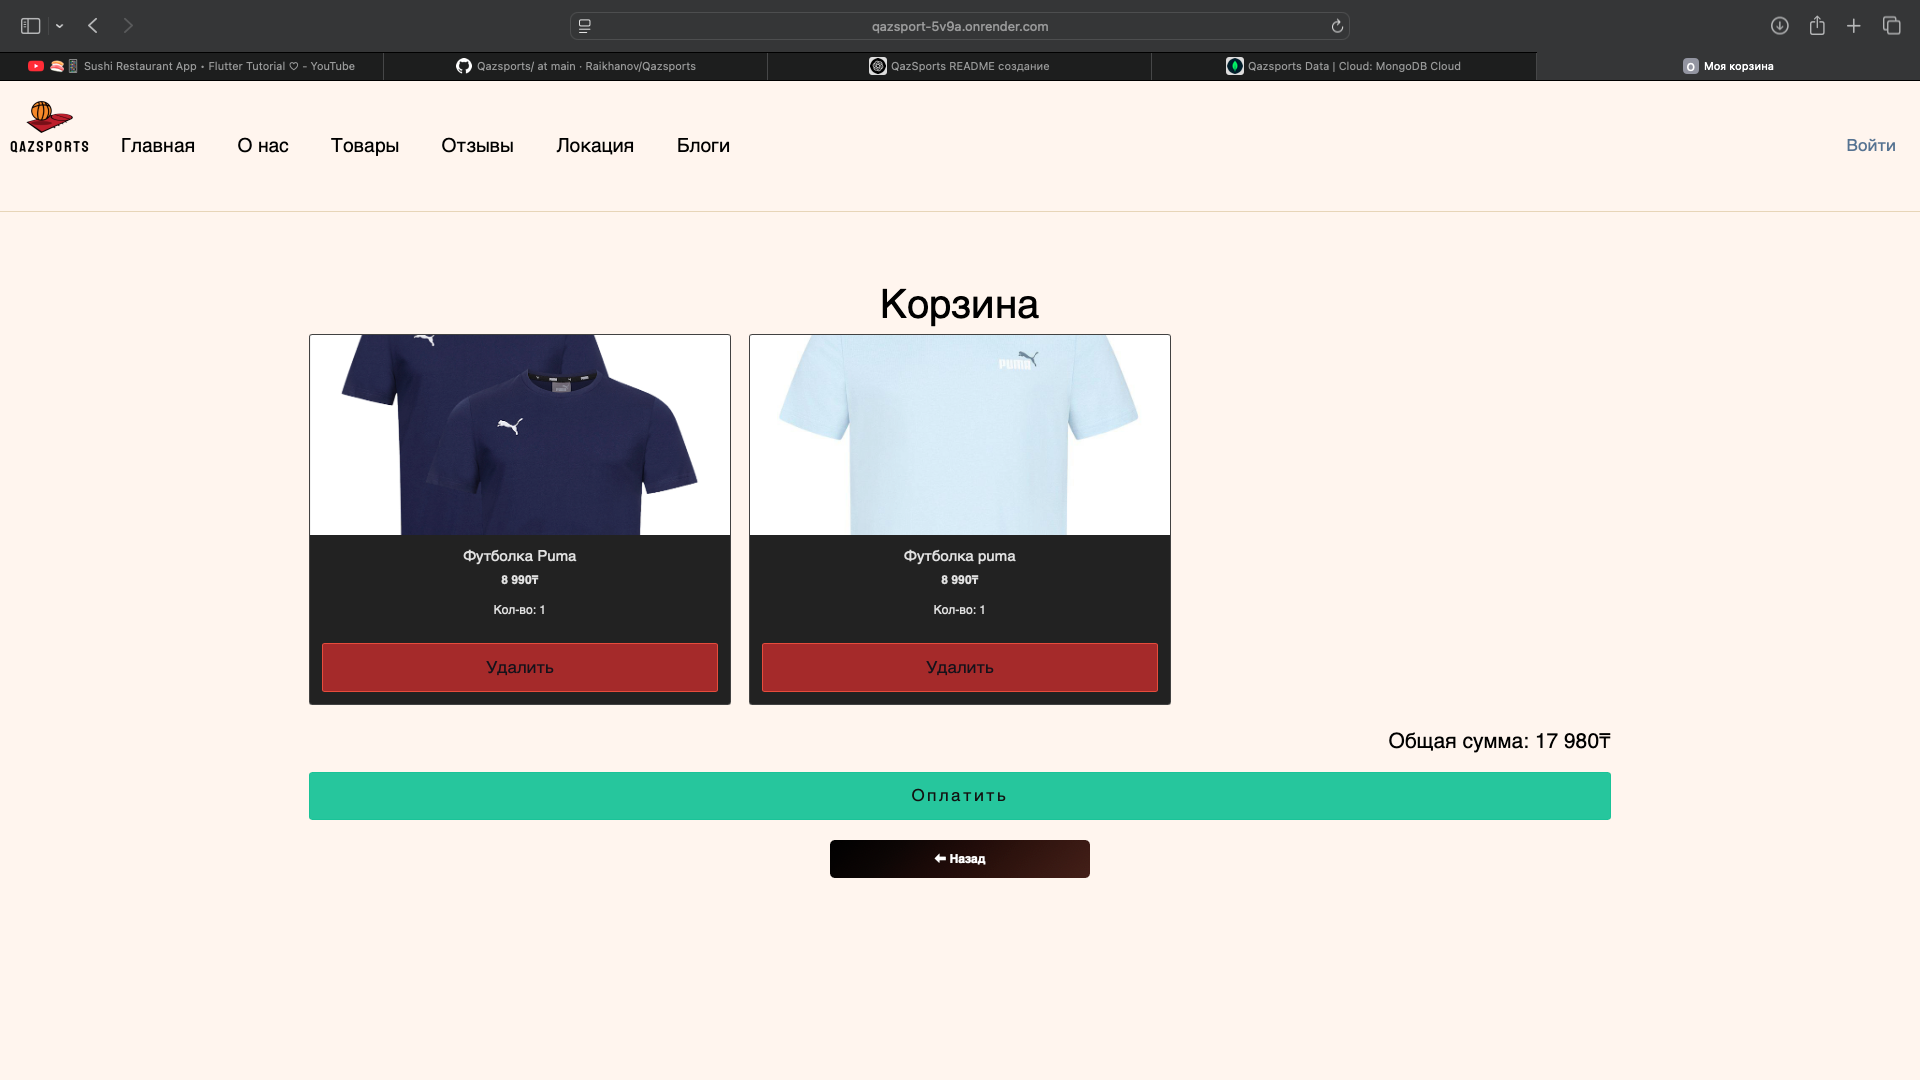 qazsport-5v9a.onrender.com
Sushi Restaurant App • Flutter Tutorial ♡ - YouTube
Qazsports/ at main · Raikhanov/Qazsports
QazSports README создание
Qazsports Data | Cloud: MongoDB Cloud
Q Моя корзина
QAZSPORTS
Главная
О нас
Товары
Отзывы
Локация
Блоги
Войти
Корзина
PUMA
Футболка Puma
8 990₸
Кол-во: 1
Удалить
Футболка puma
8 990₸
Кол-во: 1
Удалить
Общая сумма: 17 980₸
Оплатить
⬅ Назад